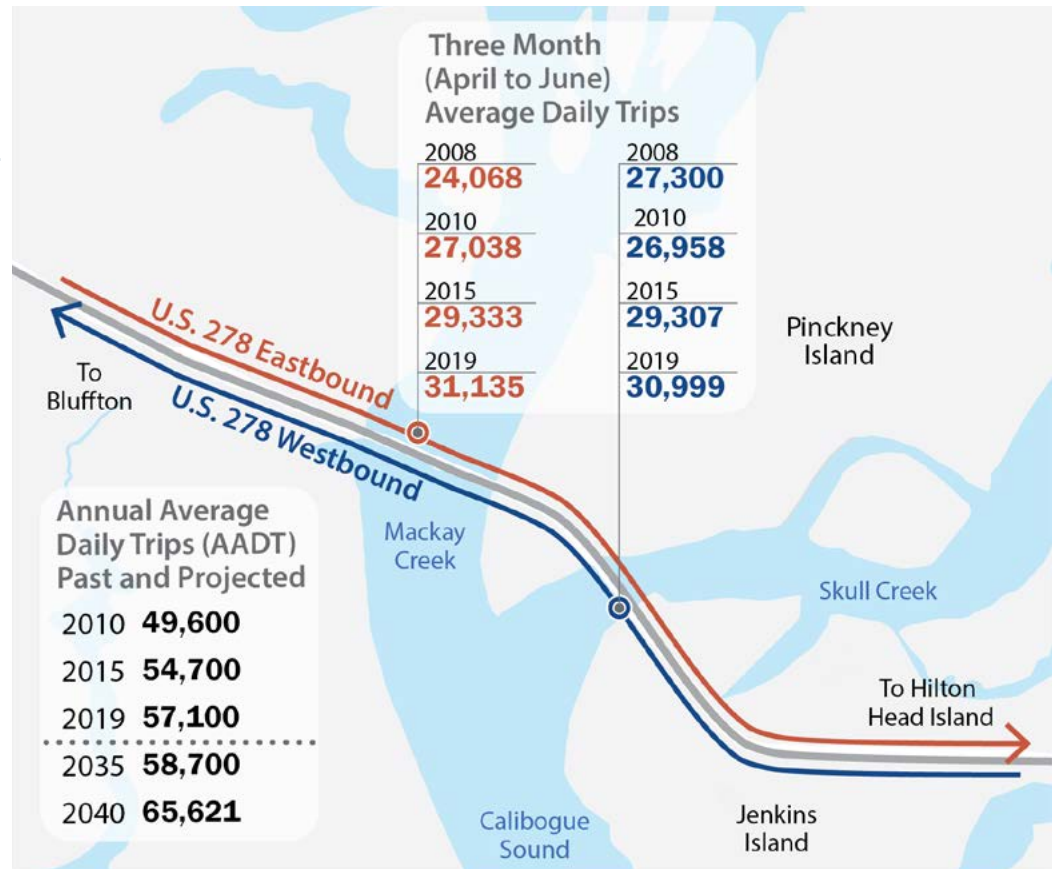 Three Month
(April to June)
Average Daily Trips
2008
24,068
2010
27,038
2015
29,333
2019
31,135
2008
27,300
2010
26,958
2015
29,307
2019
30,999
Pinckney
Island
U.S. 278 Eastbound
U.S. 278 Westbound
To
Bluffton
Mackay
Creek
Skull Creek
To Hilton
Head Island
Annual Average
Daily Trips (AADT)
Past and Projected
2010 49,600
2015 54,700
2019 57,100
2035 58,700
2040 65,621
Calibogue
Sound
Jenkins
Island